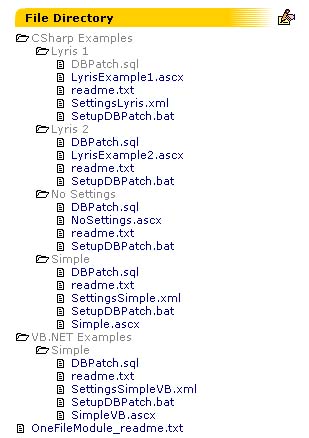 File Directory
CSharp Examples
Lyris 1
DBPatch.sql
LyrisExample1.ascx
readme.txt
SettingsLyris.xml
SetupDBPatch.bat
Lyris 2
DBPatch.sql
LyrisExample2.ascx
readme.txt
SetupDBPatch.bat
No Settings
DBPatch.sql
NoSettings.ascx
readme.txt
SetupDBPatch.bat
Simple
DBPatch.sql
readme.txt
SettingsSimple.xml
SetupDBPatch.bat
Simple.ascx
VB.NET Examples
Simple
DBPatch.sql
readme.txt
SettingsSimpleVB.xml
SetupDBPatch.bat
SimpleVB.ascx
OneFileModule_readme.txt